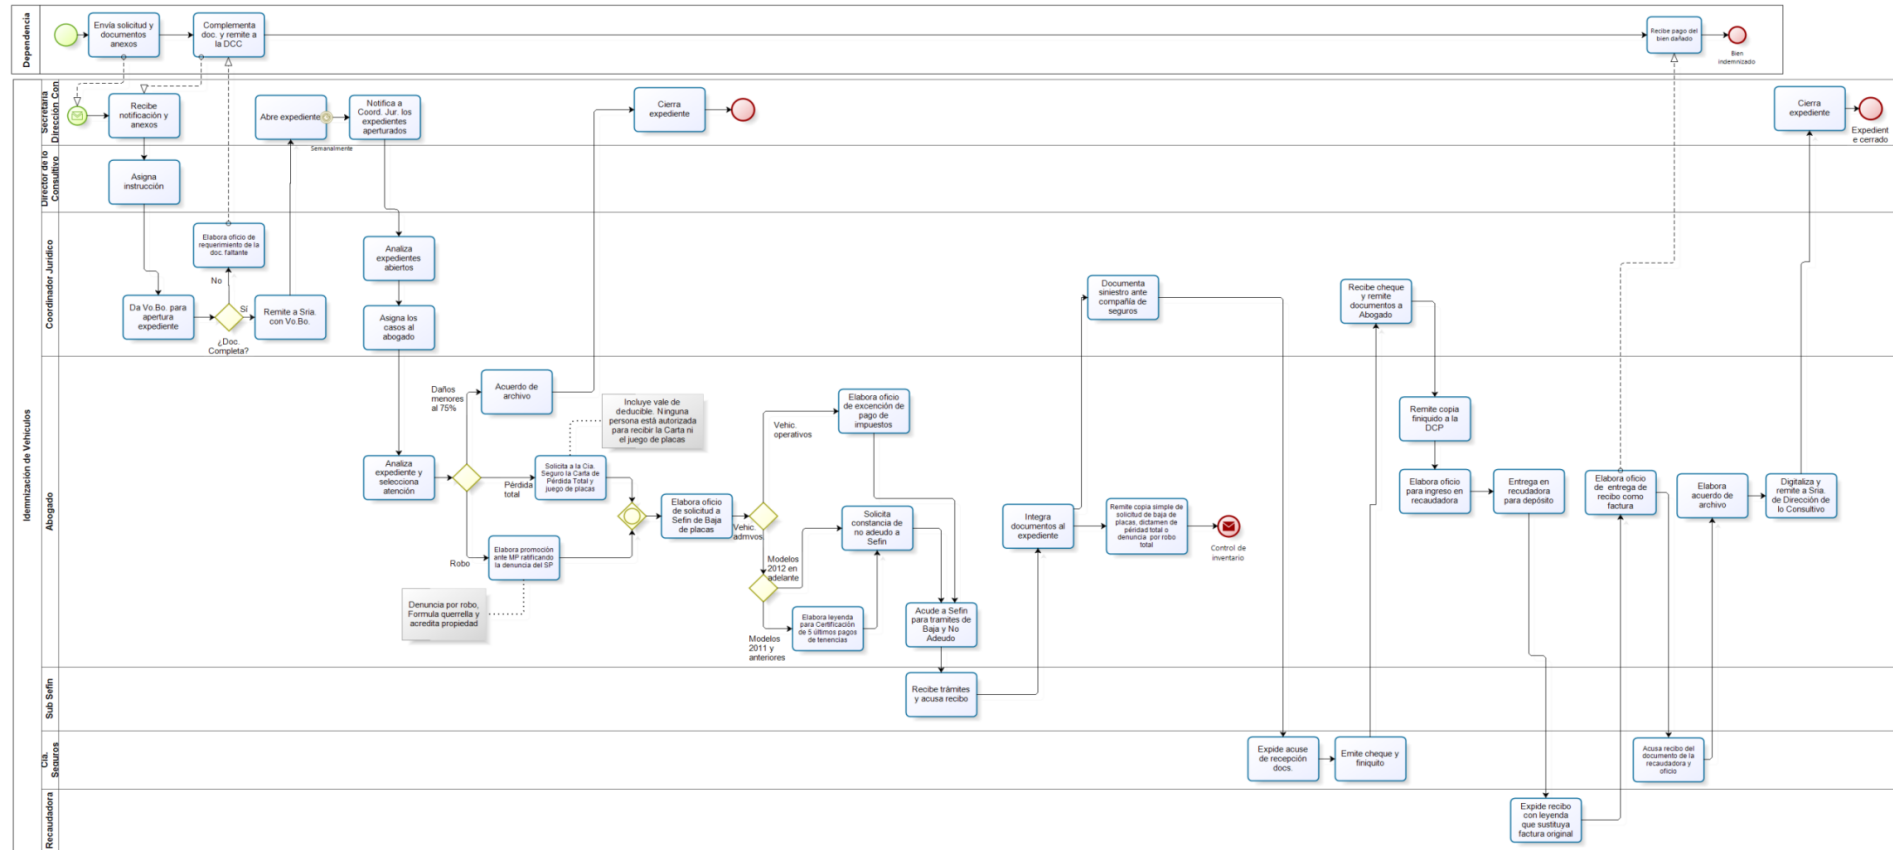 Dependencia
Envía solicitud y
documentos
anexos
Complementa
doc. y remite a
la DCC
Recibe pago del
bien dañado
Bien
indemnizado
Idemnización de Vehículos
Secretaria
Dirección Con
Recibe
notificación y
anexos
Abre expediente
Semanalmente
Notifica a
Coord. Jur. los
expedientes
aperturados
Cierra
expediente
Cierra
expediente
Expedient
e cerrado
Director de lo
Consultivo
Asigna
instrucción
Coordinador Jurídico
Elabora oficio de
requerimiento de la
doc. faltante
No
Da Vo.Bo. para
apertura
expediente
Sí
¿Doc.
Completa?
Remite a Sria.
con Vo.Bo.
Analiza
expedientes
abiertos
Asigna los
casos al
abogado
Documenta
siniestro ante
compañía de
seguros
Recibe cheque
y remite
documentos a
Abogado
Abogado
Analiza
expediente y
selecciona
atención
Daños
menores
al 75%
Acuerdo de
archivo
Incluye vale de
deducible. Ninguna
persona está autorizada
para recibir la Carta ni
el juego de placas
Pérdida
total
Solicita a la Cia.
Seguro la Carta de
Pérdida Total y
juego de placas
Robo
Elabora promoción
ante MP ratificando
la denuncia del SP
Denuncia por robo,
Formula querrella y
acredita propiedad
Elabora oficio
de solicitud a
Sefin de Baja
de placas
Vehic.
operativos
Vehic.
admvos.
Elabora oficio
de excención de
pago de
impuestos
Modelos
2012 en
adelante
Solicita
constancia de
no adeudo a
Sefin
Modelos
2011 y
anteriores
Elabora leyenda
para Certificación
de 5 últimos pagos
de tenencias
Acude a Sefin
para tramites de
Baja y No
Adeudo
Integra
documentos al
expediente
Remite copia simple de
solicitud de baja de
placas, dictamen de
péridad total o
denuncia por robo
total
Control de
inventario
Remite copia
finiquido a la
DCP
Elabora oficio
para ingreso en
recaudadora
Entrega en
recudadora
para depósito
Elabora oficio
de entrega de
recibo como
factura
Elabora
acuerdo de
archivo
Digitaliza y
remite a Sria.
de Dirección de
lo Consultivo
Sub Sefin
Recibe trámites
y acusa recibo
Cía.
Seguros
Expide acuse
de recepción
docs.
Emite cheque y
finiquito
Acusa recibo del
documento de la
recaudadora y
oficio
Recaudadora
Expide recibo
con leyenda
que sustituya
factura original